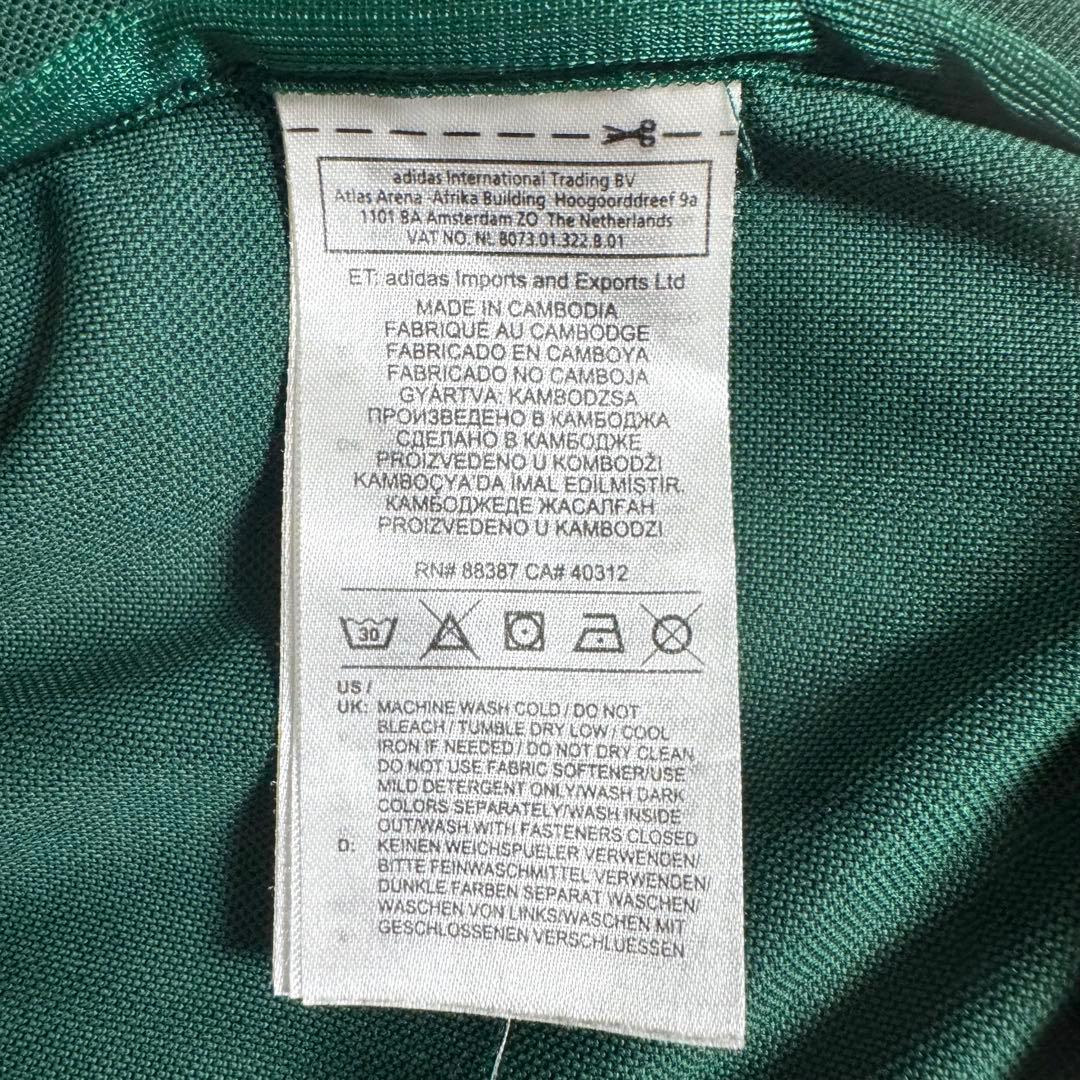 adidas International Trading BV
Atlas Arena -Afrika Building Hoogoorddreef 9a
1101 BA Amsterdam ZO The Netherlands
VAT NO. NL 8073.01.322.B.01
ET: adidas Imports and Exports Ltd
MADE IN CAMBODIA
FABRIQUE AU CAMBODGE
FABRICADO EN CAMBOYA
FABRICADO NO CAMBOJA
GYÁRTVA: KAMBODZSA
ПРОИЗВЕДЕНО В КАМБОДЖА
СДЕЛАНО В КАМБОДЖЕ
PROIZVEDENO U KOMBODŽI
KAMBOÇYA'DA İMAL EDİLMİŞTİR.
КАМБОДЖЕДЕ ЖАСАЛҒАН
PROIZVEDENO U KAMBODZI
RN# 88387 CA# 40312
30
US /
UK: MACHINE WASH COLD / DO NOT
BLEACH / TUMBLE DRY LOW / COOL
IRON IF NEEDED / DO NOT DRY CLEAN
DO NOT USE FABRIC SOFTENER/USE
MILD DETERGENT ONLY/WASH DARK
COLORS SEPARATELY/WASH INSIDE
OUT/WASH WITH FASTENERS CLOSED
D: KEINEN WEICHSPUELER VERWENDEN/
BITTE FEINWASCHMITTEL VERWENDEN/
DUNKLE FARBEN SEPARAT WASCHEN/
WASCHEN VON LINKS/WASCHEN MIT
GESCHLOSSENEN VERSCHLUESSEN